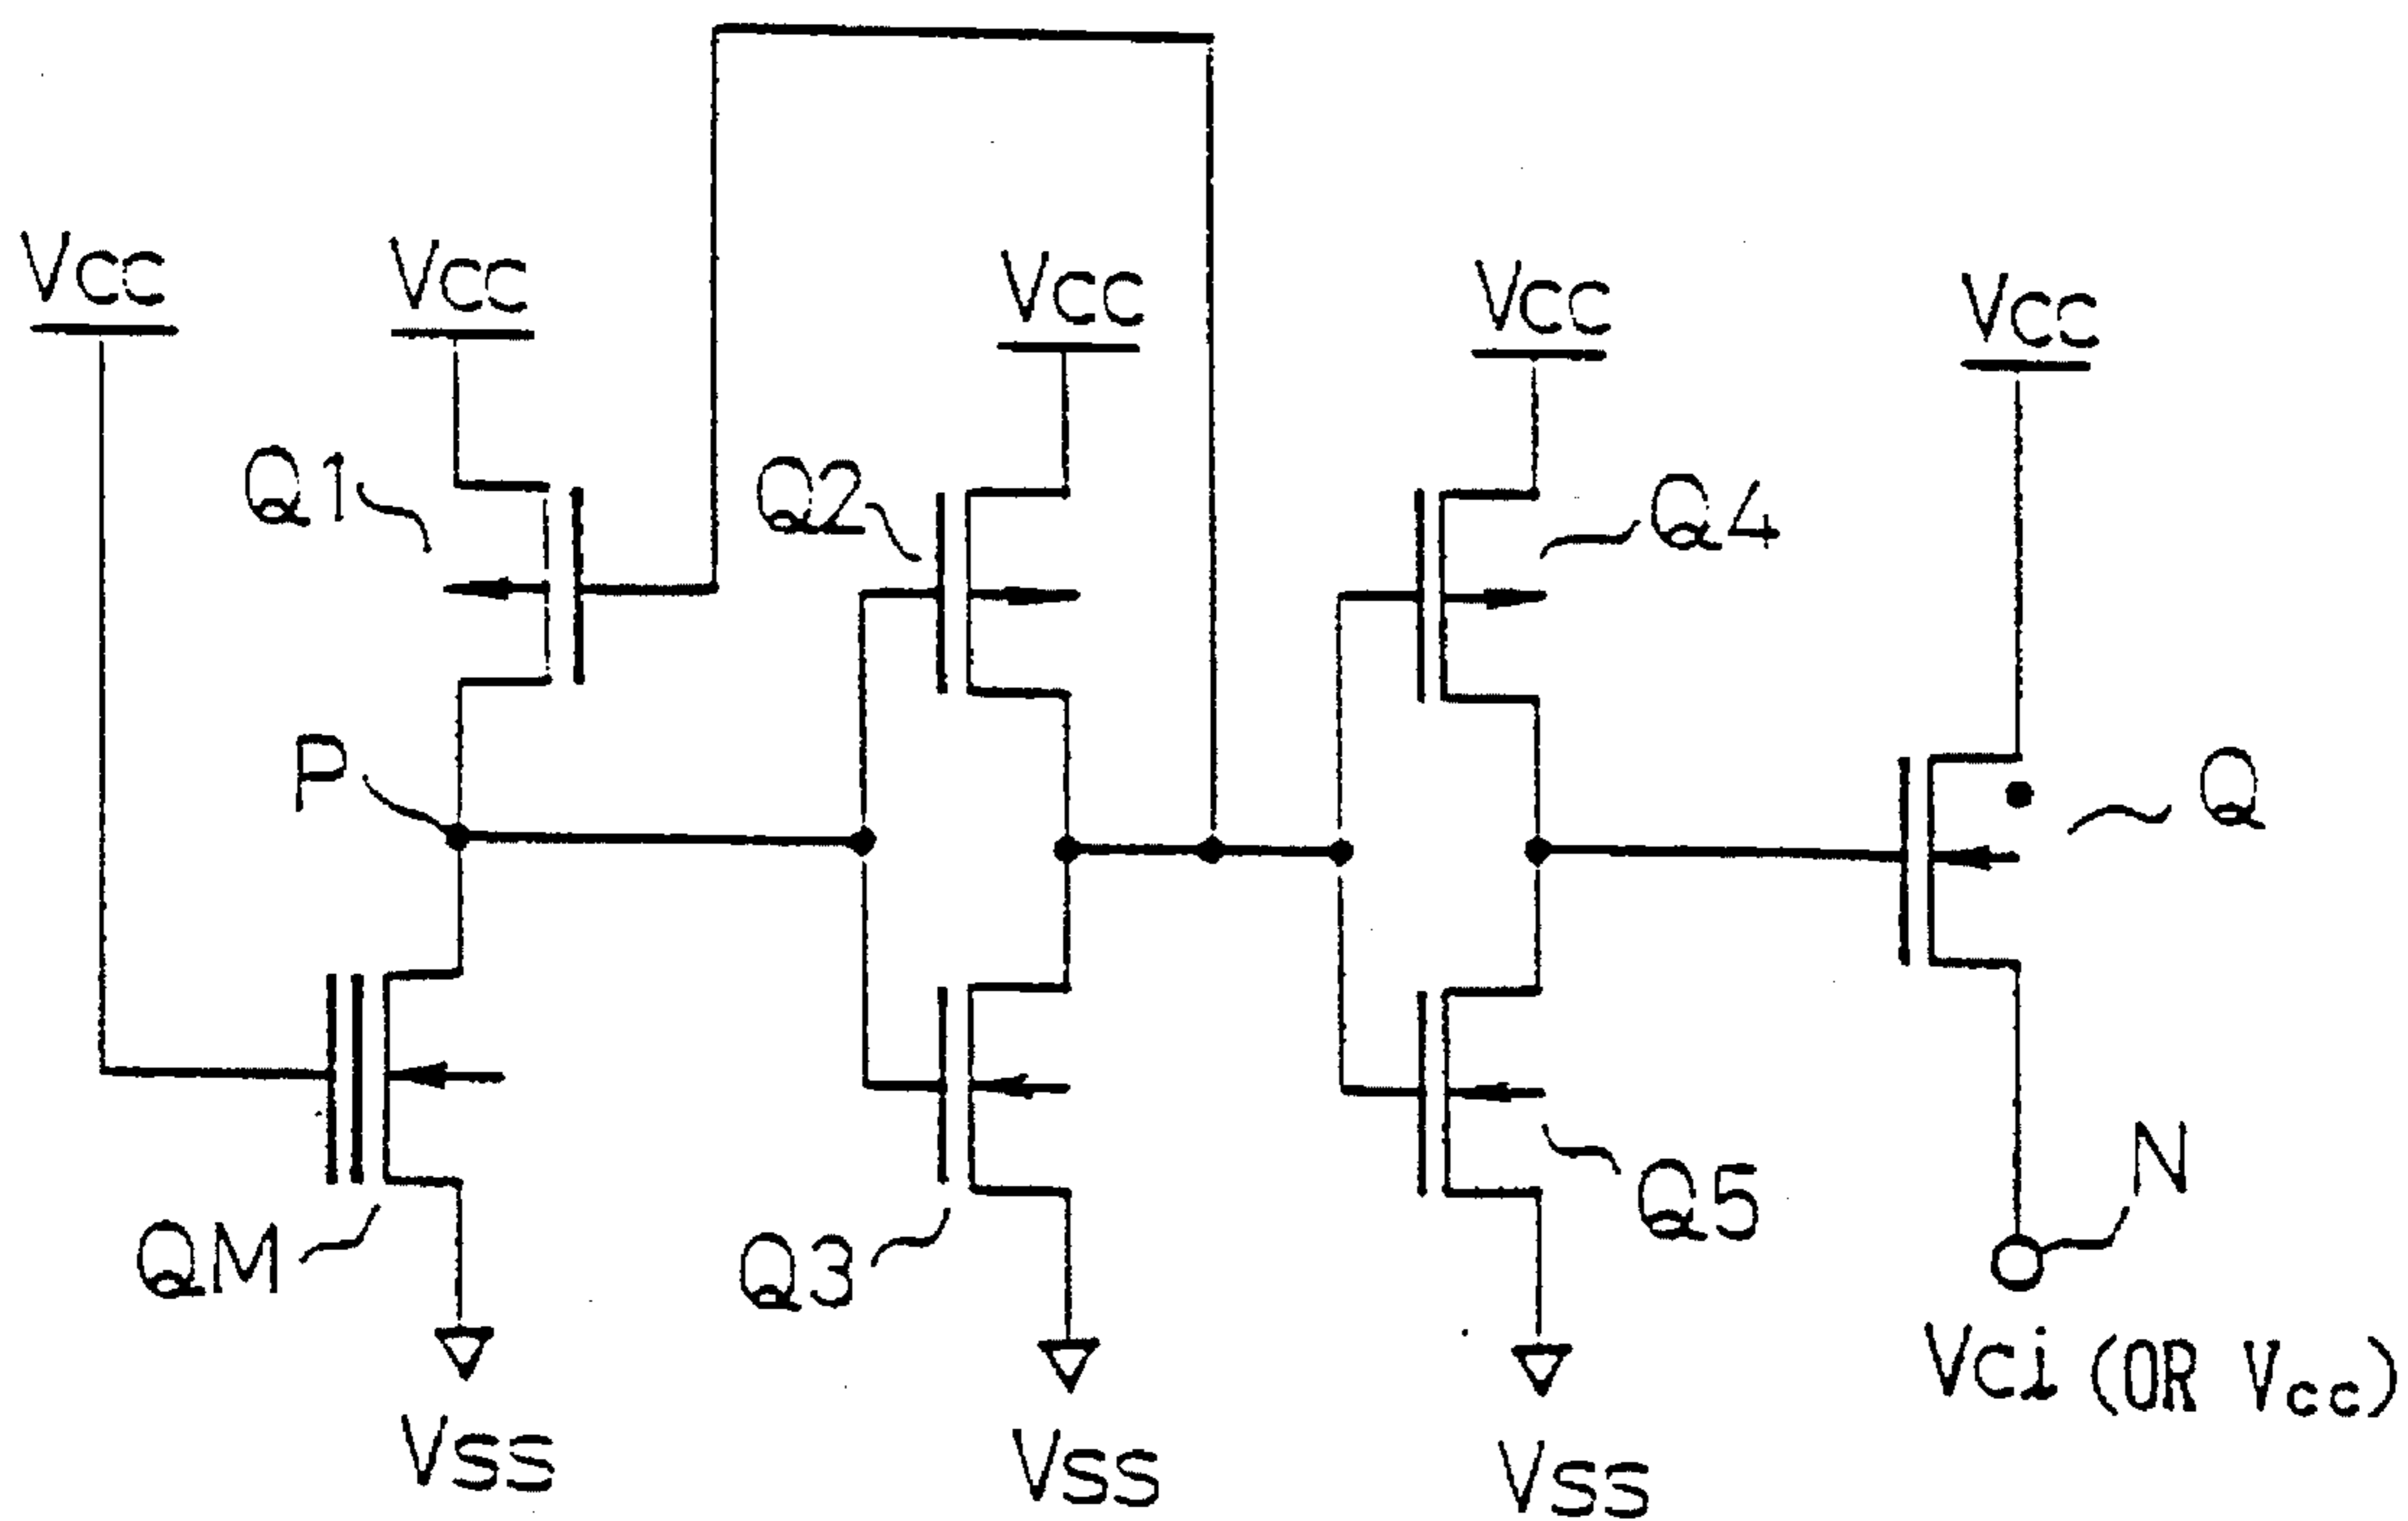 Vcc
Vcc
Vcc
Vcc
Vcc
Q1
Q2
Q4
P
Q
QM
Q3
Q5
N
Vci (OR Vcc)
Vss
Vss
Vss